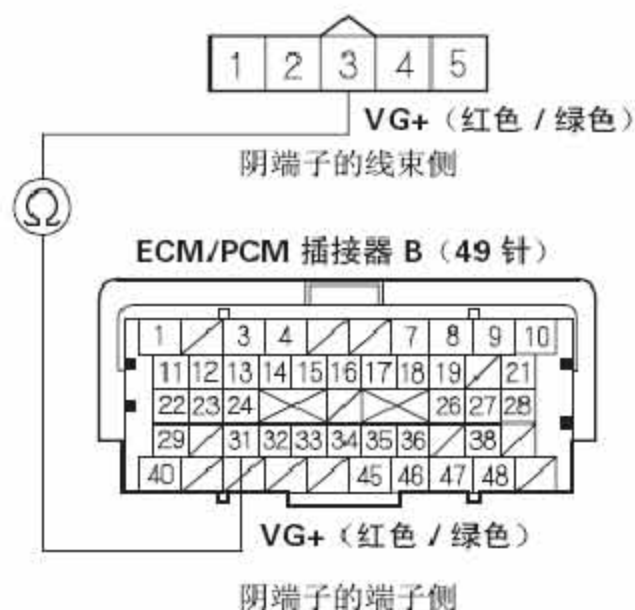 1 2 3 4 5
VG+（红色 / 绿色）
阴端子的线束侧
Ω
ECM/PCM 插接器 B（49 针）
1 3 4 7 8 9 10
11 12 13 14 15 16 17 18 19 21
22 23 24 26 27 28
29 31 32 33 34 35 36 38
40 45 46 47 48
VG+（红色 / 绿色）
阴端子的端子侧